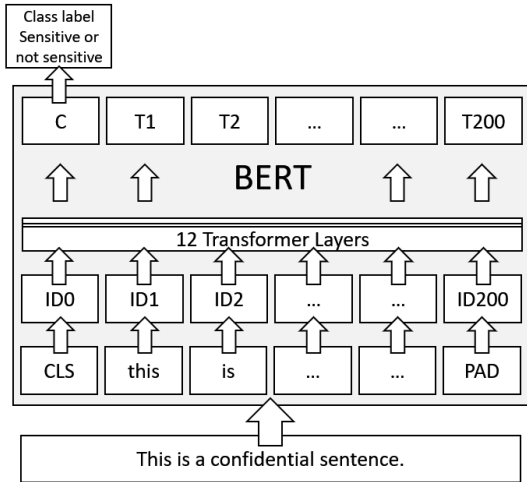 Class label
Sensitive or
not sensitive
C T1 T2 ... ... T200
BERT
12 Transformer Layers
ID0 ID1 ID2 ... ... ID200
CLS this is ... ... PAD
This is a confidential sentence.